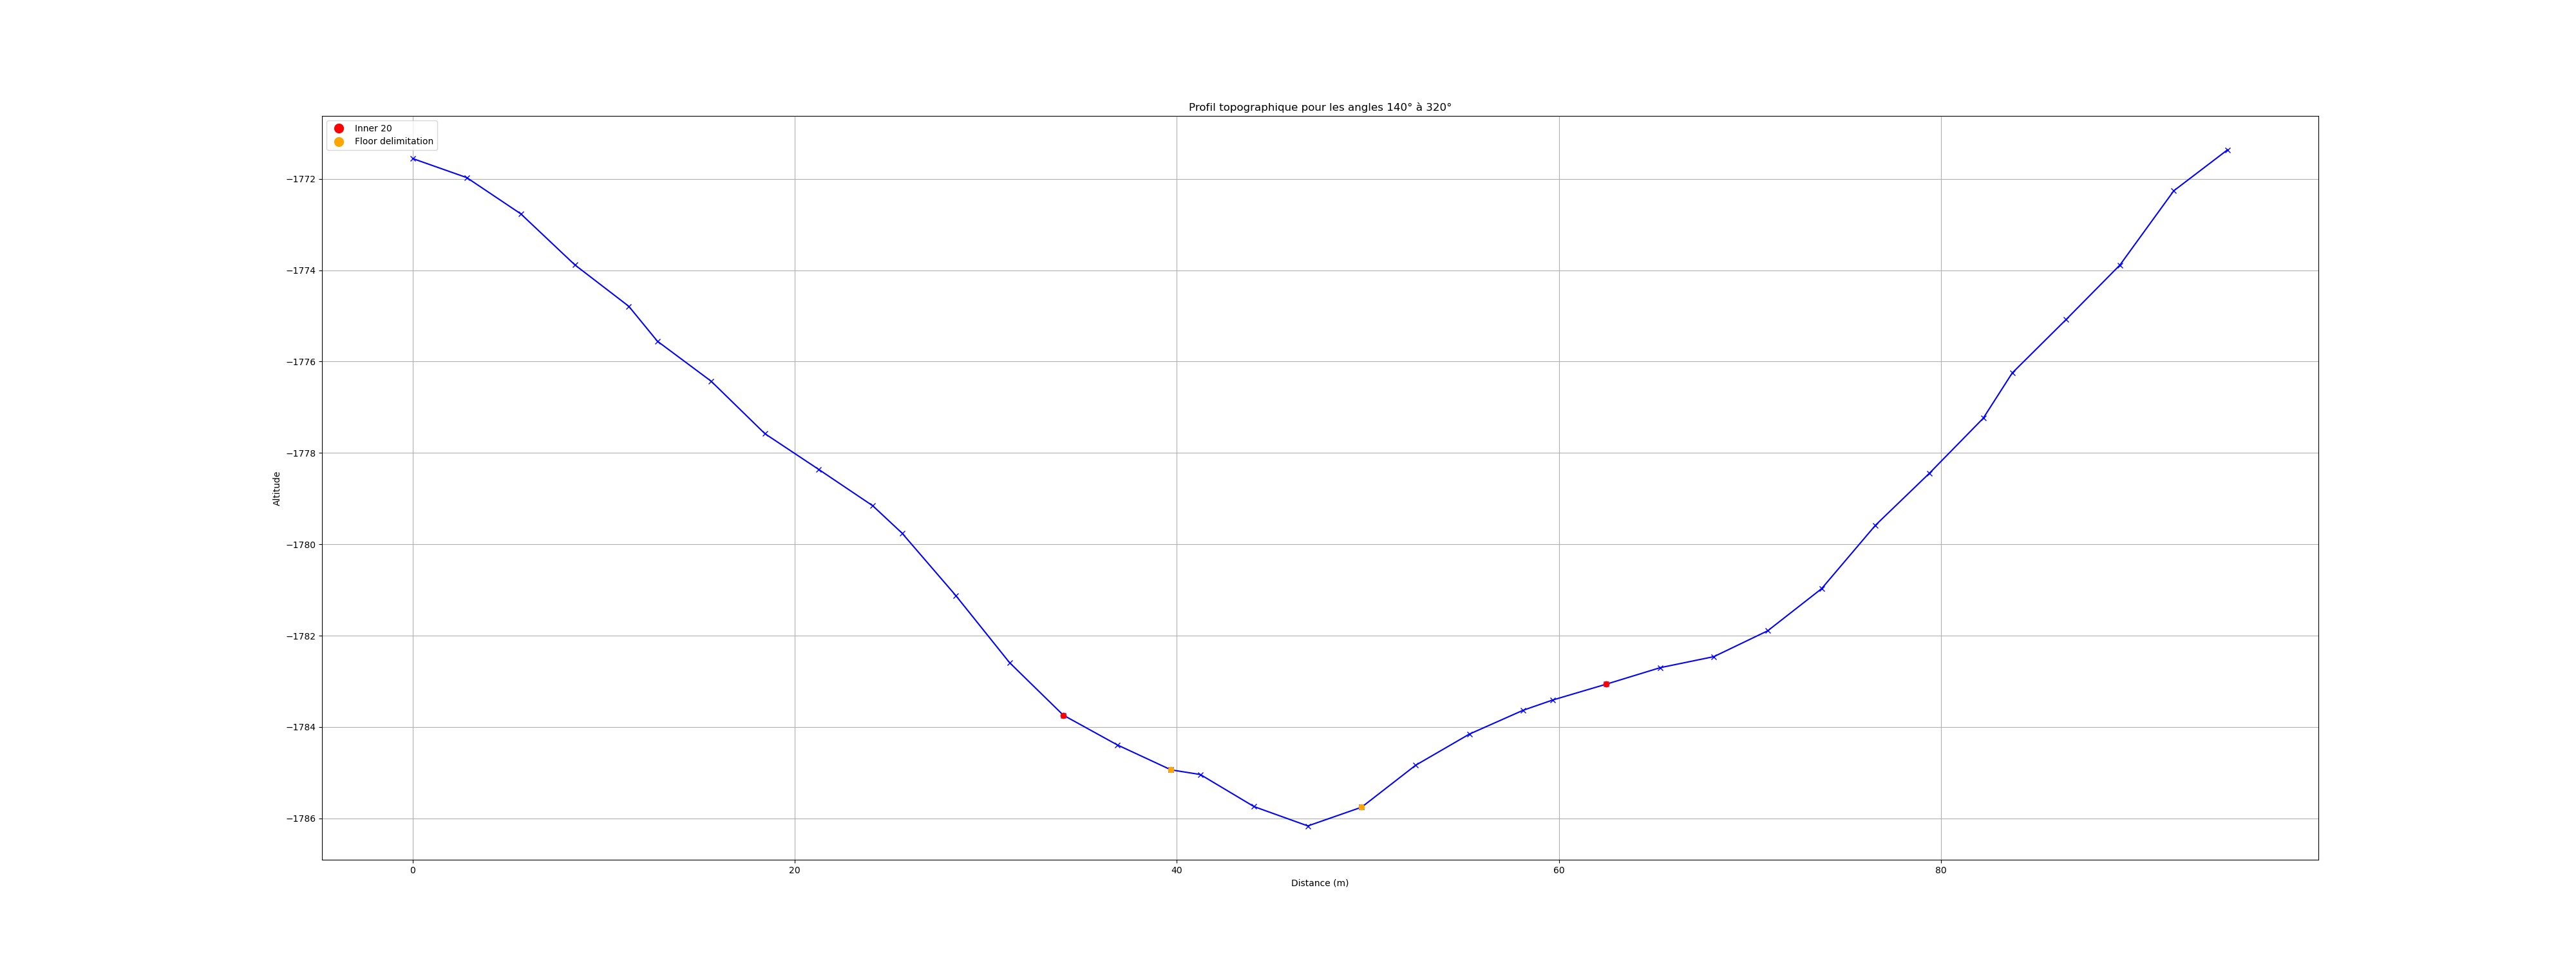 Profil topographique pour les angles 140° à 320°
Inner 20
Floor delimitation
−1772
−1774
−1776
−1778
−1780
−1782
−1784
−1786
Altitude
0 20 40 60 80
Distance (m)